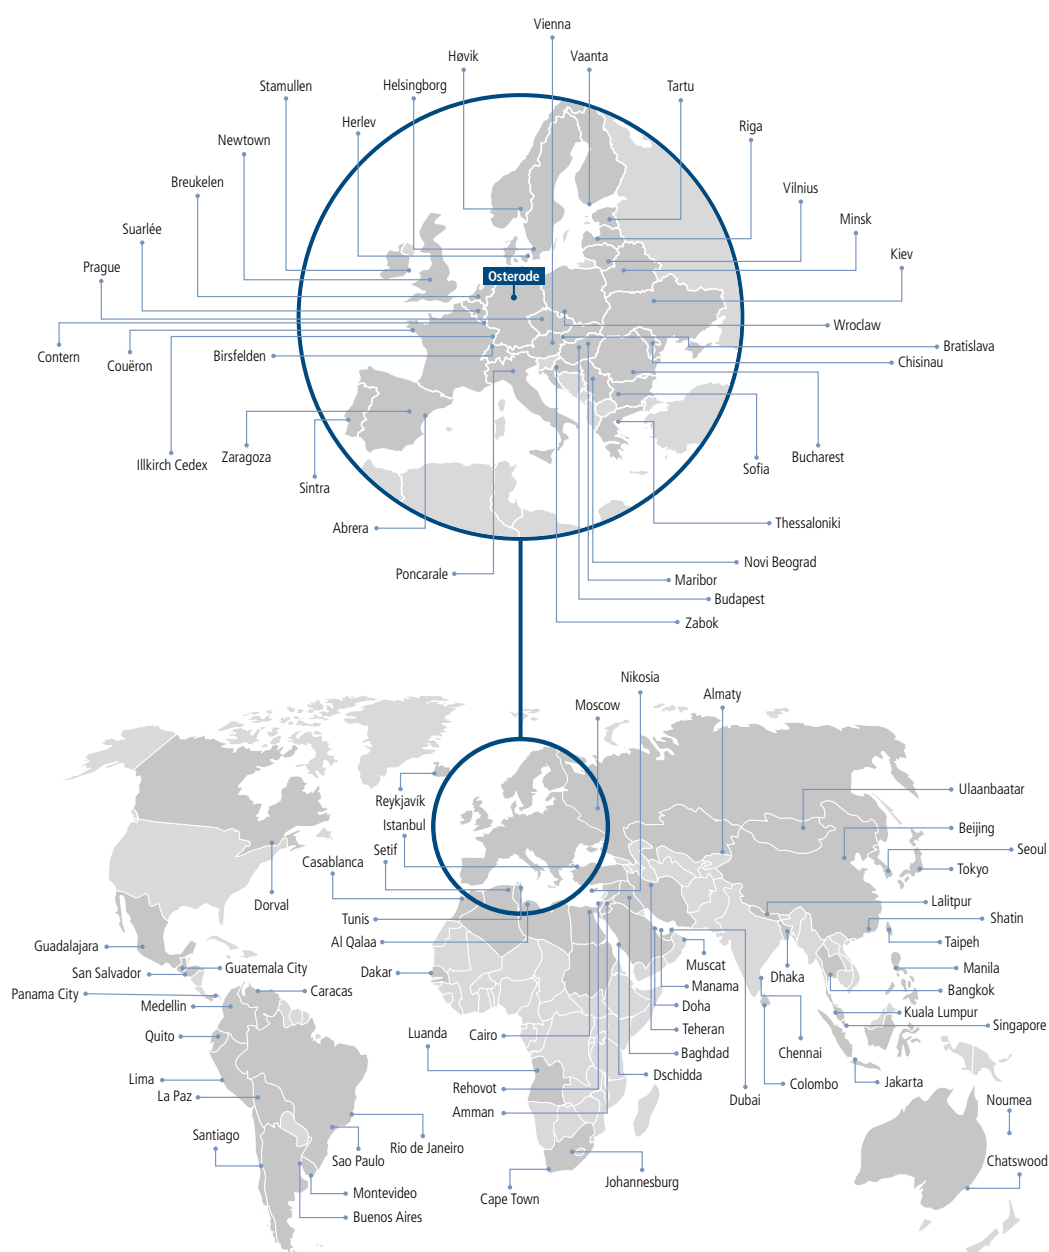 Vienna
Høvik
Vaanta
Stamullen
Helsingborg
Tartu
Herlev
Riga
Newtown
Breukelen
Vilnius
Suarlée
Minsk
Prague
Kiev
Osterode
Wroclaw
Contern
Couëron
Birsfelden
Bratislava
Chisinau
Illkirch Cedex
Zaragoza
Sintra
Sofia
Bucharest
Abrera
Thessaloniki
Poncarale
Novi Beograd
Maribor
Budapest
Zabok
Nikosia
Moscow
Almaty
Reykjavík
Istanbul
Setif
Casablanca
Ulaanbaatar
Beijing
Seoul
Tokyo
Dorval
Lalitpur
Tunis
Shatin
Al Qalaa
Taipeh
Guadalajara
San Salvador
Guatemala City
Dakar
Muscat
Dhaka
Manila
Panama City
Caracas
Manama
Bangkok
Medellin
Doha
Kuala Lumpur
Quito
Luanda
Cairo
Teheran
Singapore
Baghdad
Chennai
Lima
Rehovot
Dschidda
Colombo
Jakarta
La Paz
Amman
Dubai
Noumea
Santiago
Rio de Janeiro
Sao Paulo
Chatswood
Montevideo
Cape Town
Johannesburg
Buenos Aires